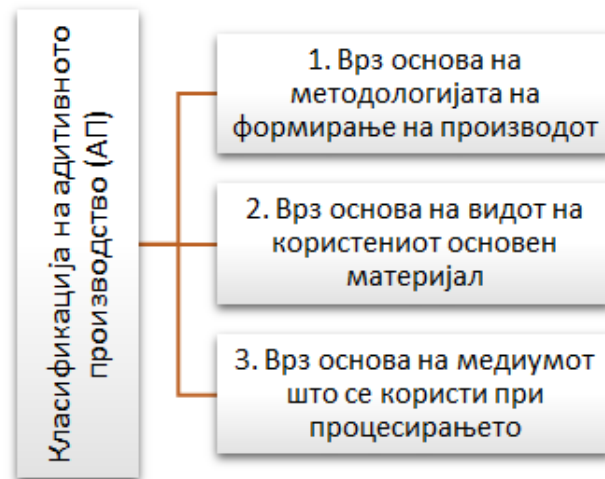 Класификација на адитивното
производство (АП)
1. Врз основа на
методологијата на
формирање на производот
2. Врз основа на видот на
користениот основен
материјал
3. Врз основа на медиумот
што се користи при
процесирањето